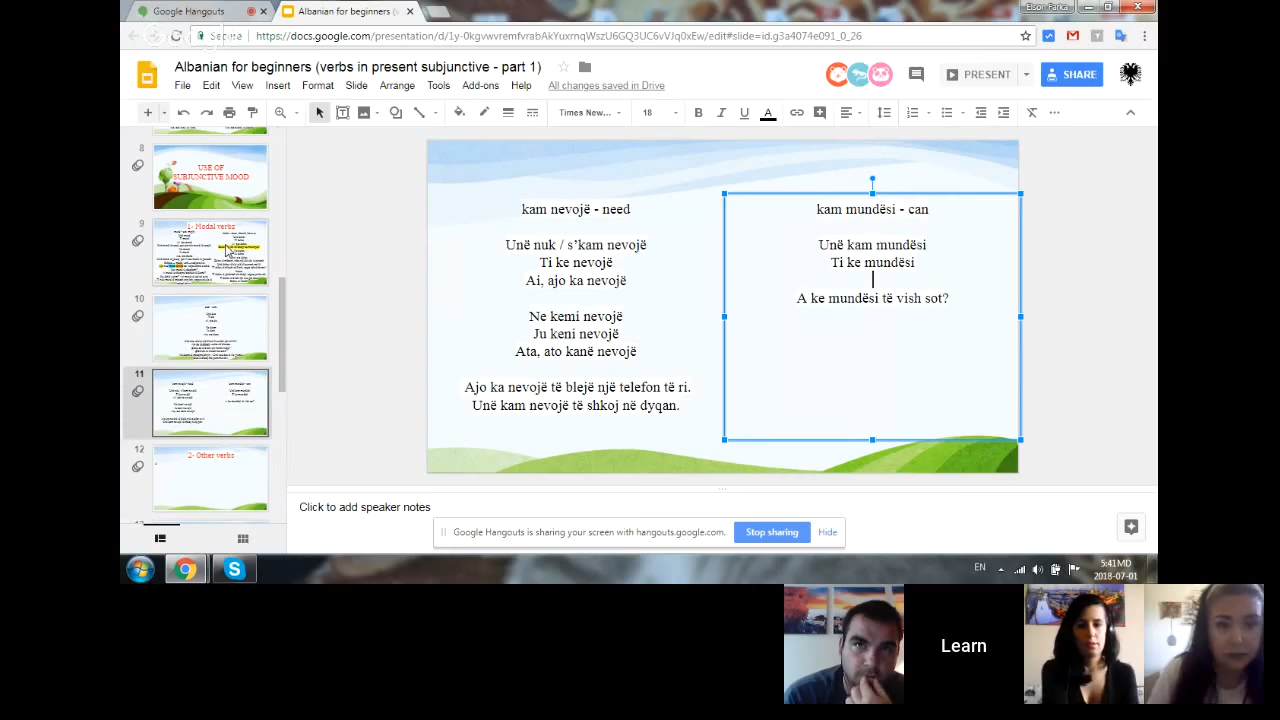 Google Hangouts
Albanian for beginners (v
Elson Farka
Secure
https://docs.google.com/presentation/d/1y-0kgvwvremfvrabAkYuxrnqWszU6GQ3UC6vVJq0xEw/edit#slide=id.g3a4074e091_0_26
Albanian for beginners (verbs in present subjunctive - part 1)
File Edit View Insert Format Slide Arrange Tools Add-ons Help All changes saved in Drive
PRESENT
SHARE
Times New...
18
B I U A
8
USE OF
SUBJUNCTIVE MOOD
9
1- Modal verbs
10
11
12
2- Other verbs
kam nevojë - need
Unë nuk / s’kam nevojë
Ti ke nevojë
Ai, ajo ka nevojë
Ne kemi nevojë
Ju keni nevojë
Ata, ato kanë nevojë
Ajo ka nevojë të blejë një telefon të ri.
Unë kam nevojë të shkoj në dyqan.
kam mundësi - can
Unë kam mundësi
Ti ke mundësi
A ke mundësi të vish sot?
Click to add speaker notes
Google Hangouts is sharing your screen with hangouts.google.com.
Stop sharing
Hide
EN
5:41MD
2018-07-01
Learn